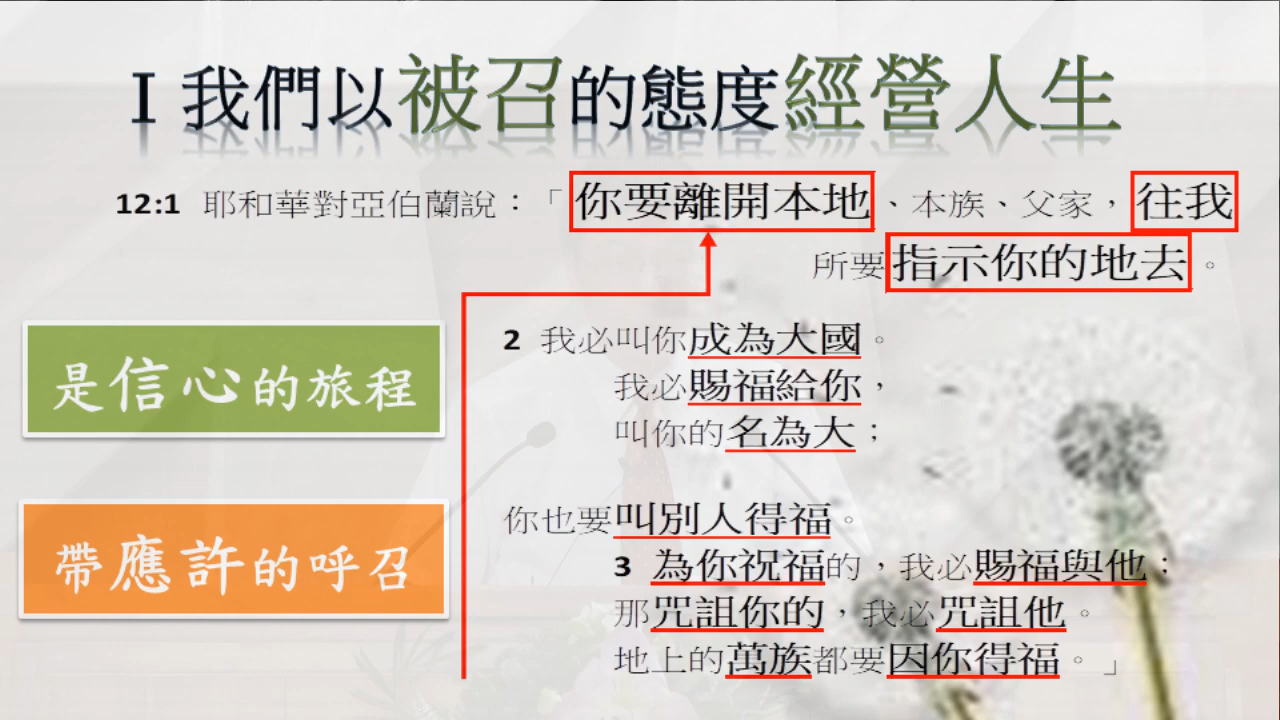 I 我們以被召的態度經營人生
12:1 耶和華對亞伯蘭說：「你要離開本地、本族、父家，往我
所要指示你的地去。
是信心的旅程
帶應許的呼召
2 我必叫你成為大國。
我必賜福給你，
叫你的名為大；
你也要叫別人得福。
3 為你祝福的，我必賜福與他；
那咒詛你的，我必咒詛他。
地上的萬族都要因你得福。」